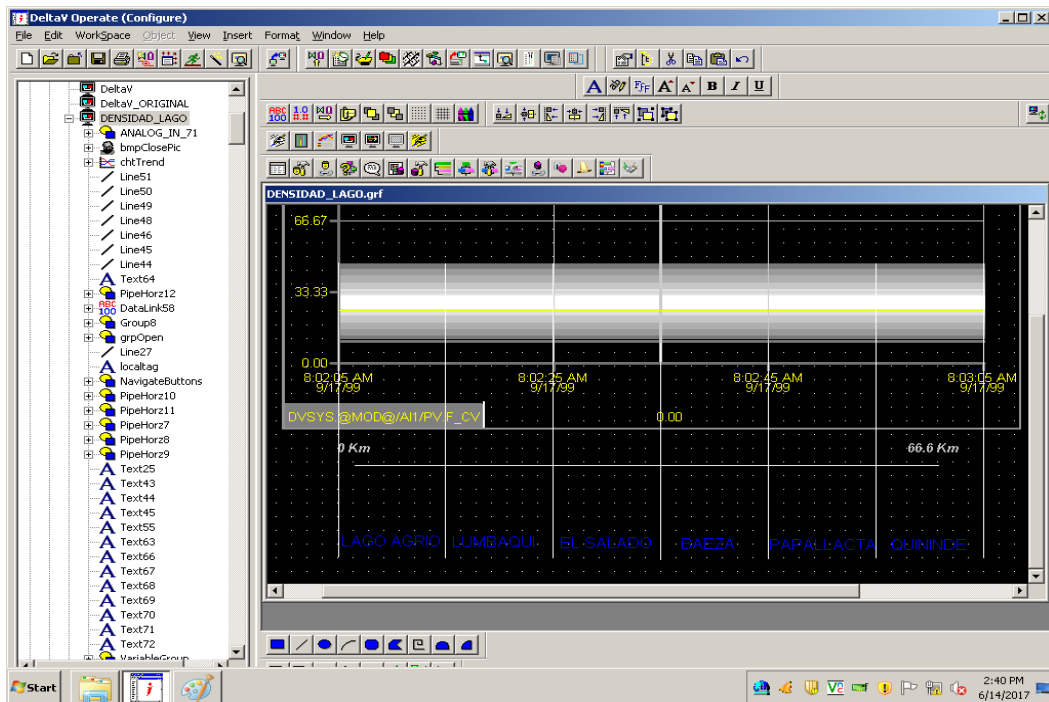 DeltaV Operate (Configure)
File Edit WorkSpace Object View Insert Format Window Help
A FFF A A B I U
ABC 100 1.0 #.#
DeltaV
DeltaV_ORIGINAL
DENSIDAD_LAGO
ANALOG_IN_71
bmpClosePic
chtTrend
Line51
Line50
Line49
Line48
Line46
Line45
Line44
Text64
PipeHorz12
DataLink58
Group8
grpOpen
Line27
localtag
NavigateButtons
PipeHorz10
PipeHorz11
PipeHorz7
PipeHorz8
PipeHorz9
Text25
Text43
Text44
Text45
Text55
Text63
Text66
Text67
Text68
Text69
Text70
Text71
Text72
VariableGroup
DENSIDAD_LAGO.grf
66.67
33.33
0.00
8:02:05 AM 8:02:25 AM 8:02:45 AM 8:03:05 AM
9/17/99 9/17/99 9/17/99 9/17/99
DVSYS.@MOD@/AI1/PV.F_CV 0.00
0 Km 66.6 Km
LAGO AGRIO LUMBAQUI EL SALADO BAEZA PAPALLACTA QUININDE
Start
2:40 PM
6/14/2017